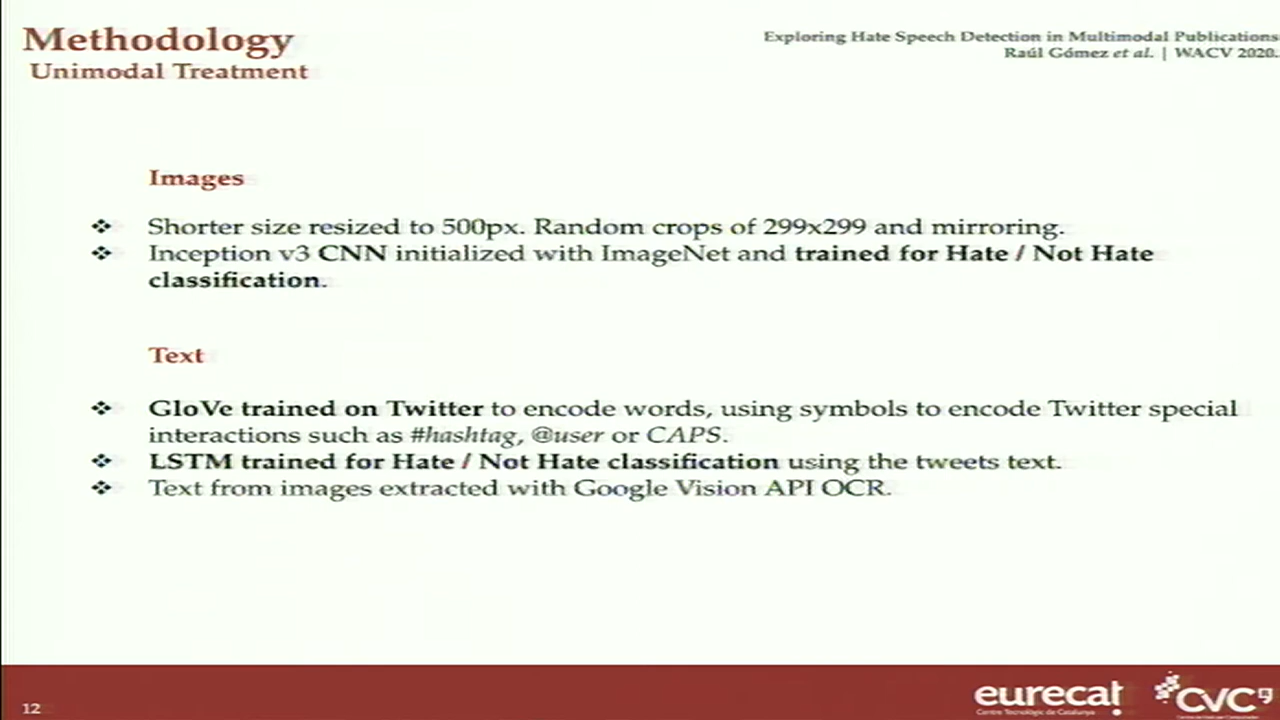 Methodology
Unimodal Treatment
Exploring Hate Speech Detection in Multimodal Publications
Raúl Gómez et al. | WACV 2020.
Images
❖ Shorter size resized to 500px. Random crops of 299x299 and mirroring.
❖ Inception v3 CNN initialized with ImageNet and trained for Hate / Not Hate
classification.
Text
❖ GloVe trained on Twitter to encode words, using symbols to encode Twitter special
interactions such as #hashtag, @user or CAPS.
❖ LSTM trained for Hate / Not Hate classification using the tweets text.
❖ Text from images extracted with Google Vision API OCR.
12
eurecat
Centre Tecnològic de Catalunya
CVC